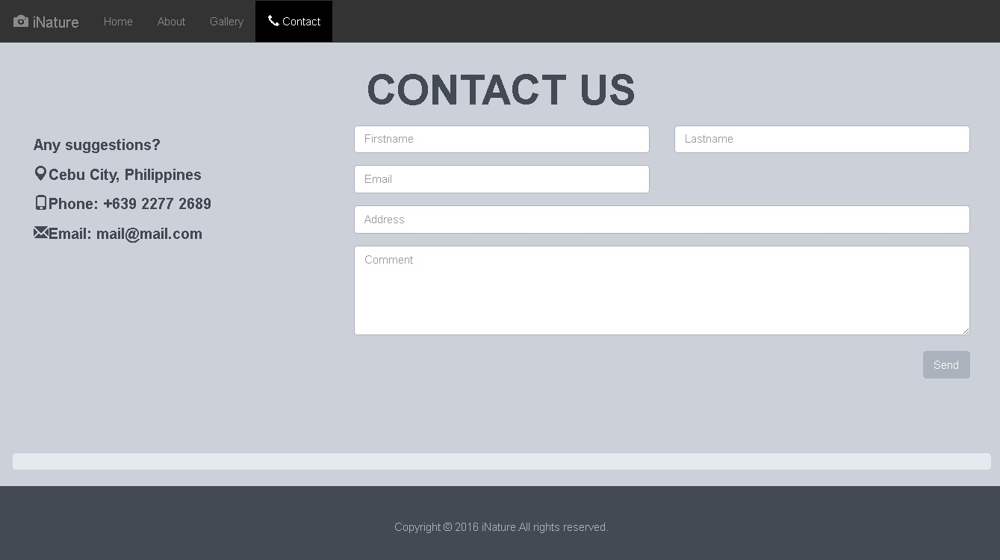 iNature Home About Gallery Contact
CONTACT US
Any suggestions?
Cebu City, Philippines
Phone: +639 2277 2689
Email: mail@mail.com
Firstname Lastname
Email
Address
Comment
Send
Copyright © 2016 iNature.All rights reserved.